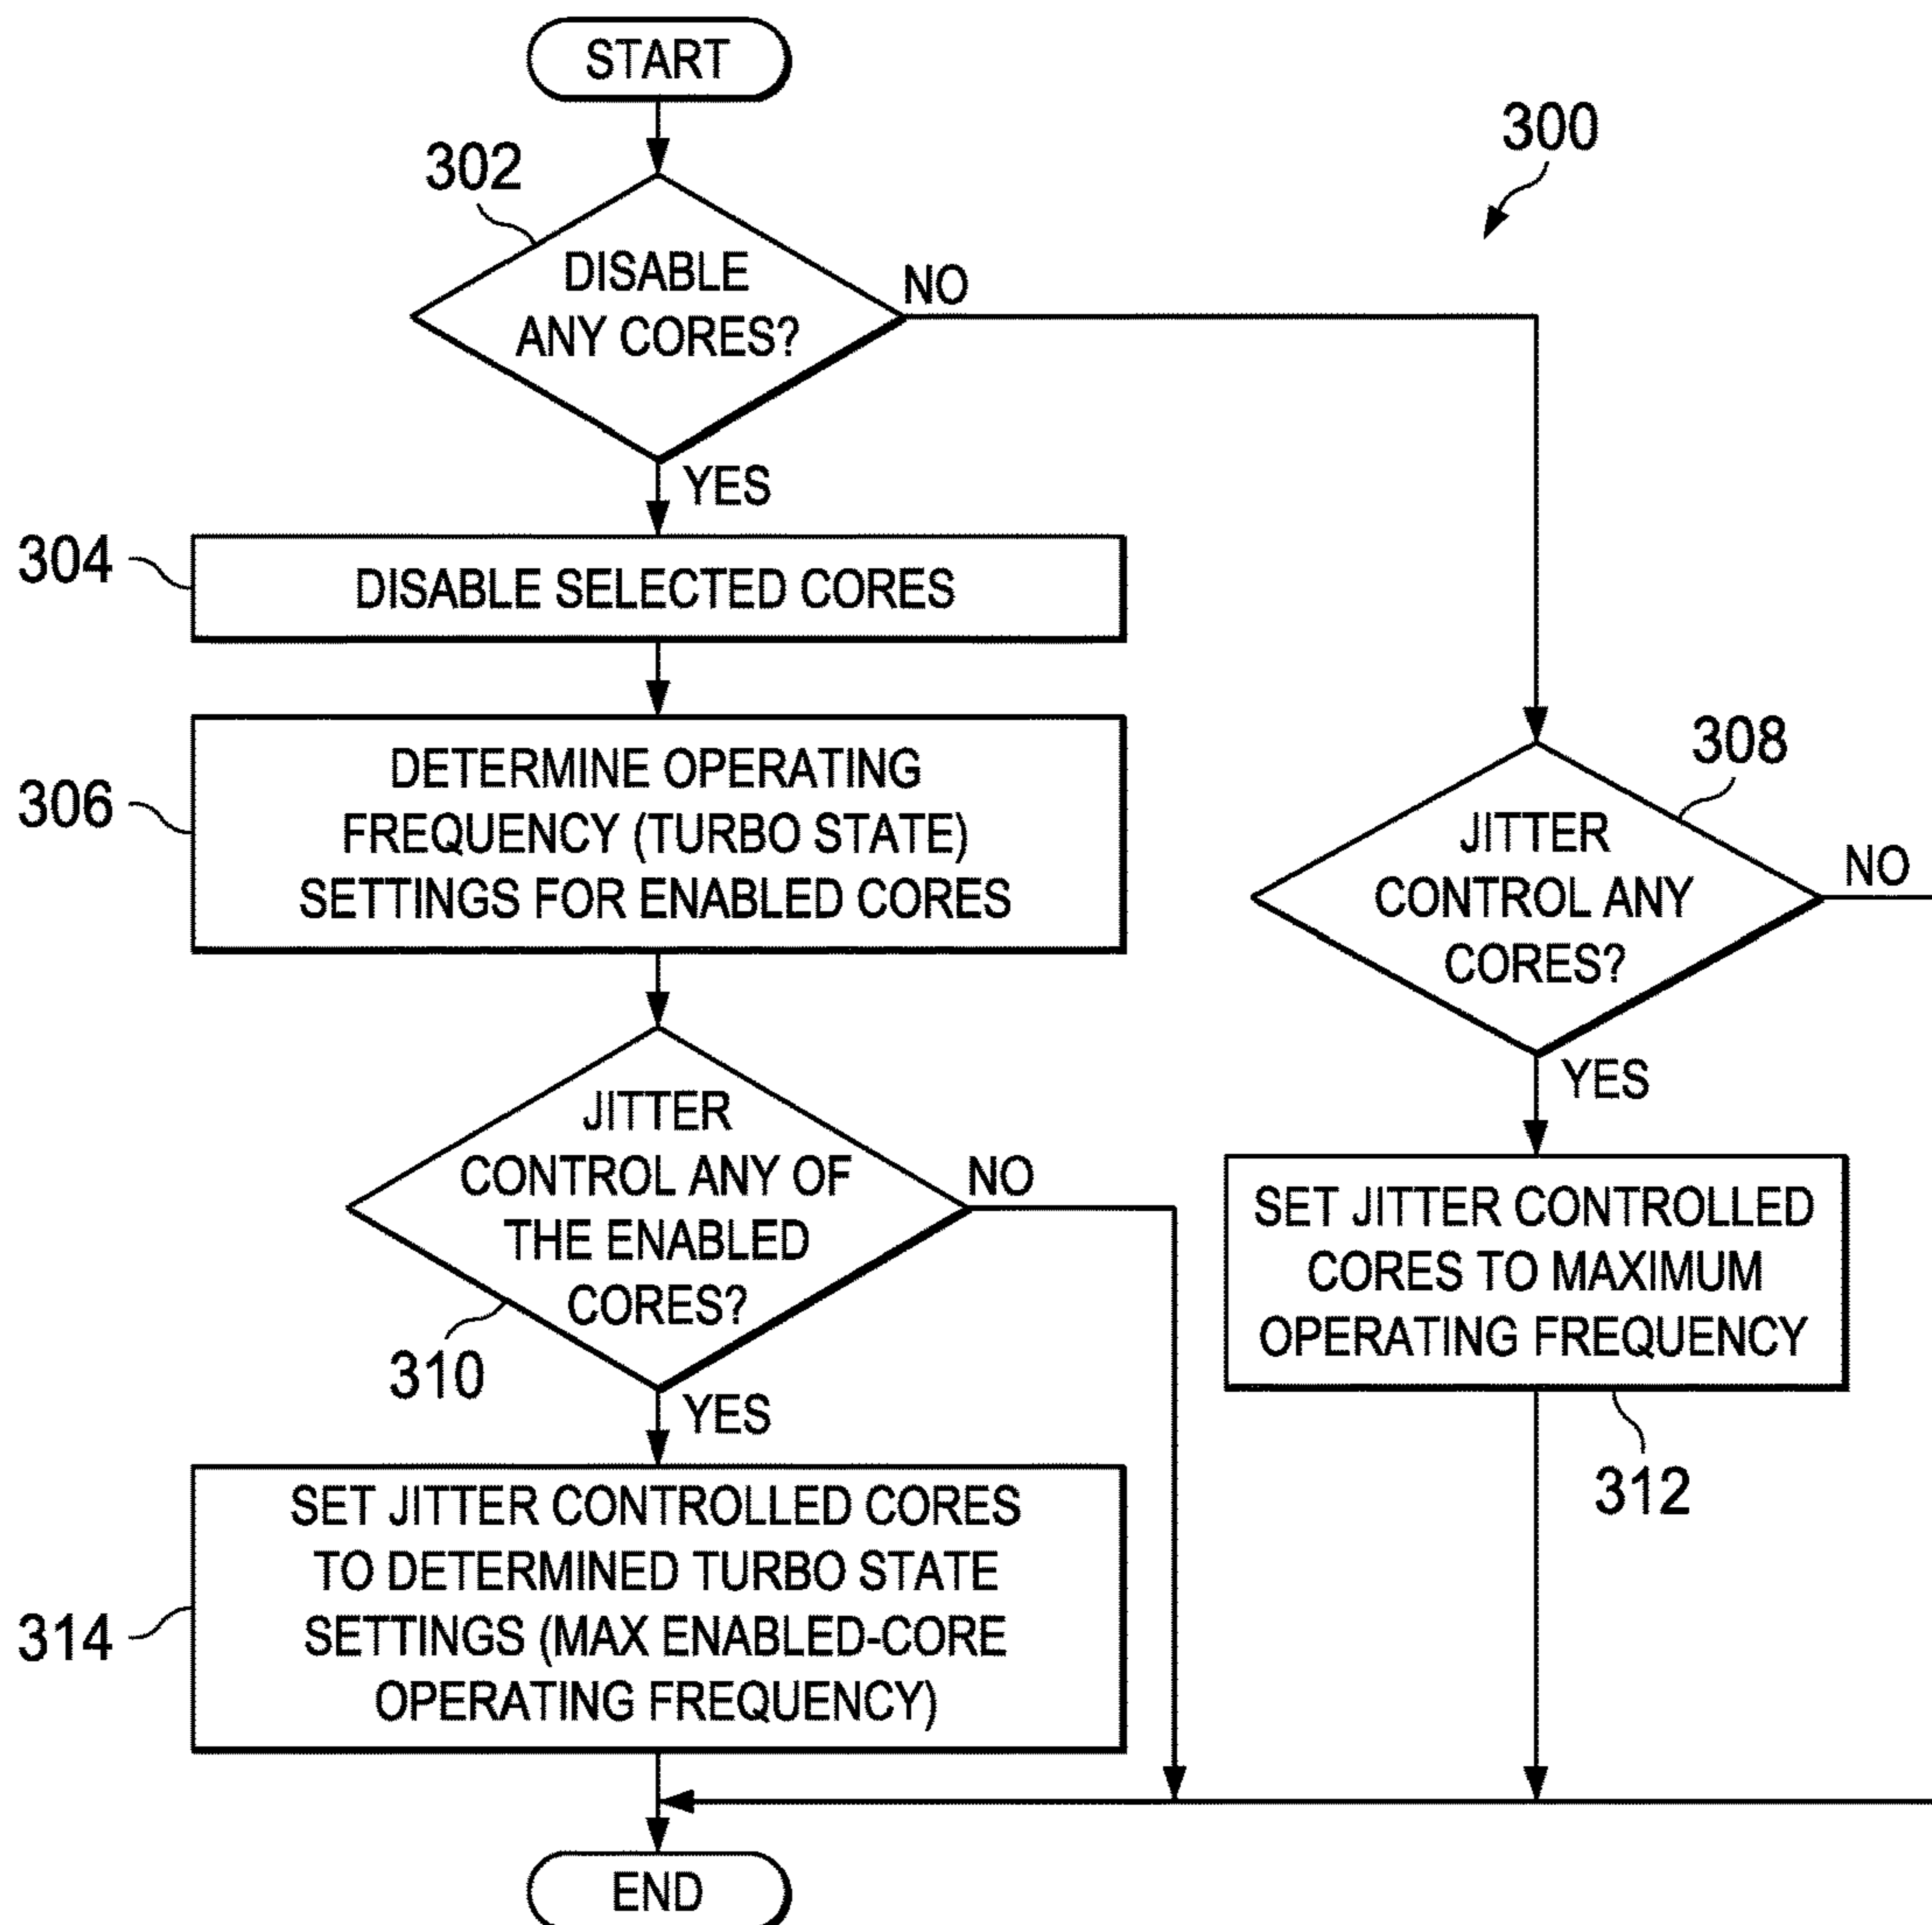 START
300
302
DISABLE
ANY CORES?
NO
YES
304
DISABLE SELECTED CORES
306
DETERMINE OPERATING
FREQUENCY (TURBO STATE)
SETTINGS FOR ENABLED CORES
308
JITTER
CONTROL ANY
CORES?
NO
YES
JITTER
CONTROL ANY OF
THE ENABLED
CORES?
NO
310
YES
SET JITTER CONTROLLED
CORES TO MAXIMUM
OPERATING FREQUENCY
312
314
SET JITTER CONTROLLED CORES
TO DETERMINED TURBO STATE
SETTINGS (MAX ENABLED-CORE
OPERATING FREQUENCY)
END